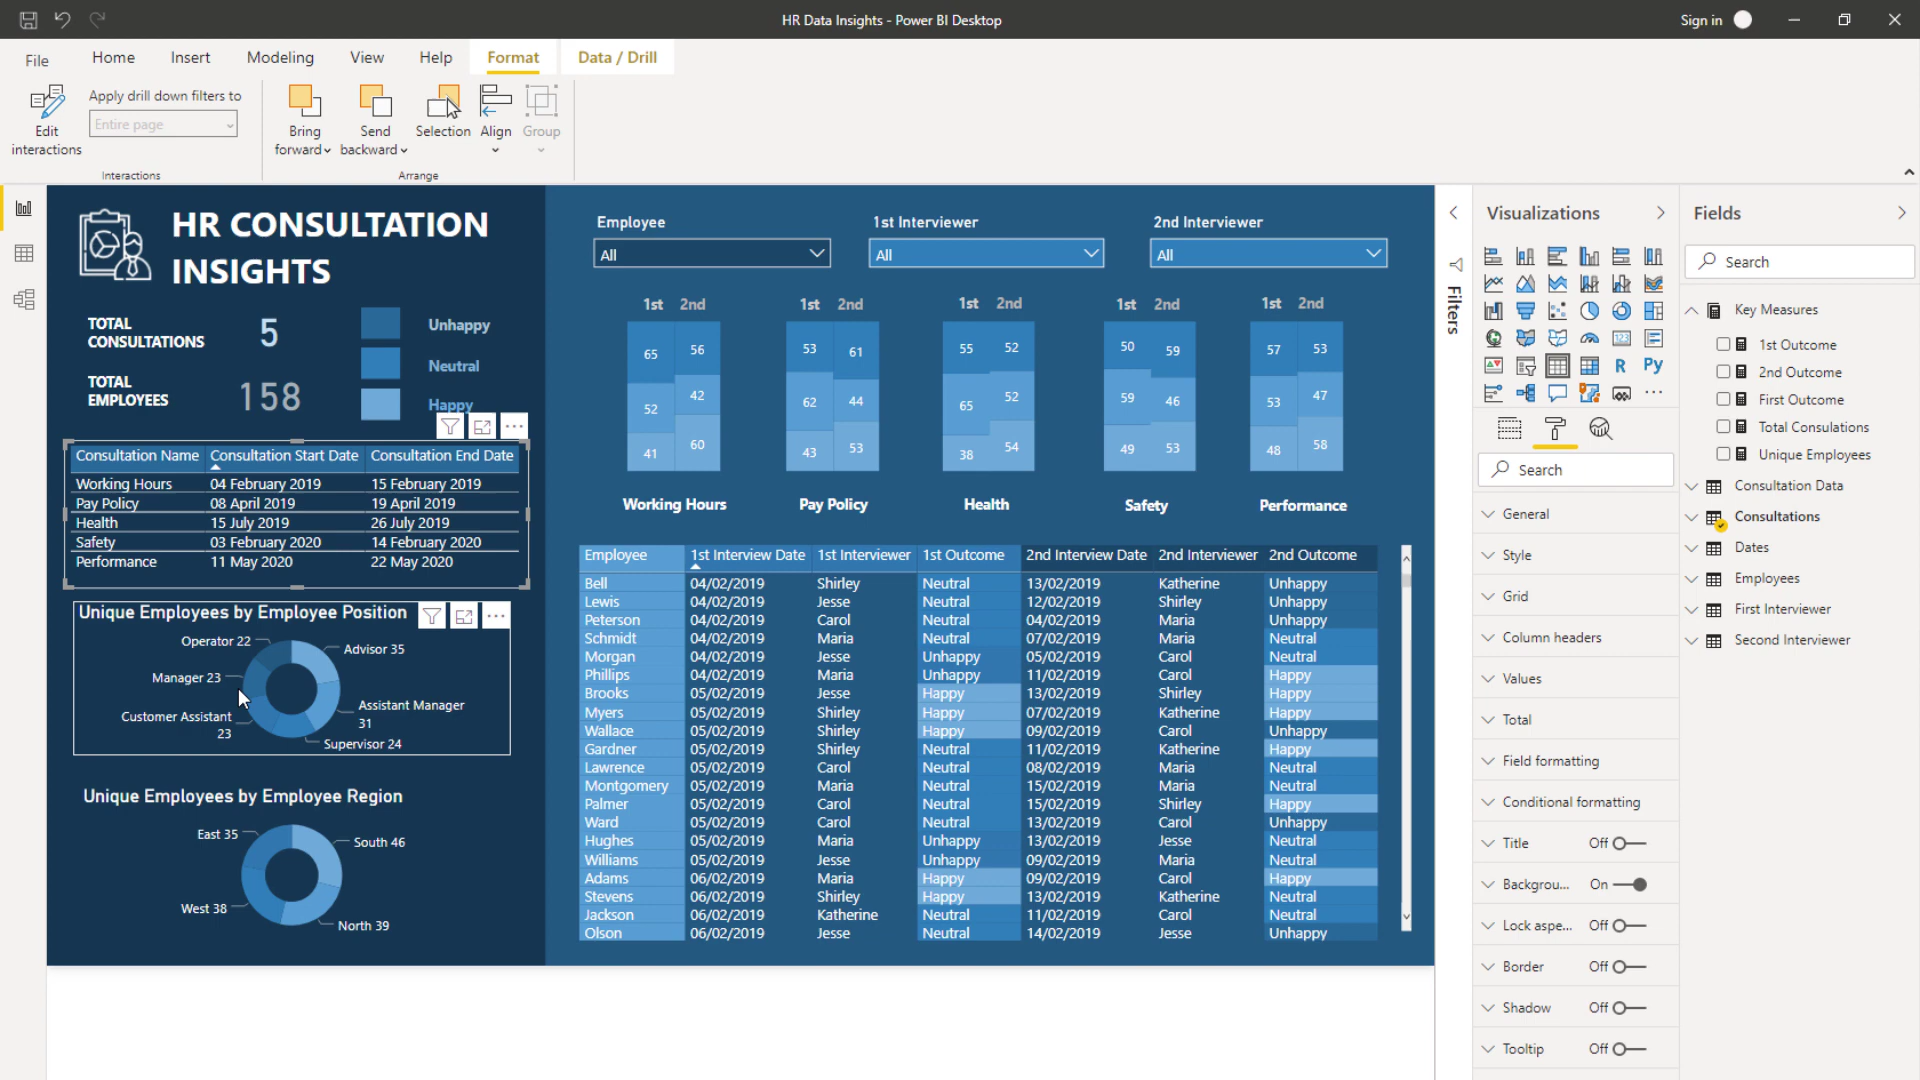 HR Data Insights - Power BI Desktop
Sign in
File
Home
Insert
Modeling
View
Help
Format
Data / Drill
Edit
interactions
Apply drill down filters to
Entire page
Interactions
Bring
forward
Send
backward
Selection
Align
Group
Arrange
HR CONSULTATION
INSIGHTS
TOTAL
CONSULTATIONS
5
TOTAL
EMPLOYEES
158
Unhappy
Neutral
Happy
Consultation Name Consultation Start Date Consultation End Date
Working Hours 04 February 2019 15 February 2019
Pay Policy 08 April 2019 19 April 2019
Health 15 July 2019 26 July 2019
Safety 03 February 2020 14 February 2020
Performance 11 May 2020 22 May 2020
Unique Employees by Employee Position
Operator 22
Advisor 35
Manager 23
Assistant Manager
31
Customer Assistant
23
Supervisor 24
Unique Employees by Employee Region
East 35
South 46
West 38
North 39
Employee
All
1st Interviewer
All
2nd Interviewer
All
1st 2nd
65 56
52 42
41 60
Working Hours
1st 2nd
53 61
62 44
43 53
Pay Policy
1st 2nd
55 52
65 52
38 54
Health
1st 2nd
50 59
59 46
49 53
Safety
1st 2nd
57 53
53 47
48 58
Performance
Employee 1st Interview Date 1st Interviewer 1st Outcome 2nd Interview Date 2nd Interviewer 2nd Outcome
Bell 04/02/2019 Shirley Neutral 13/02/2019 Katherine Unhappy
Lewis 04/02/2019 Jesse Neutral 12/02/2019 Shirley Unhappy
Peterson 04/02/2019 Carol Neutral 04/02/2019 Maria Unhappy
Schmidt 04/02/2019 Maria Neutral 07/02/2019 Maria Neutral
Morgan 04/02/2019 Jesse Unhappy 05/02/2019 Carol Neutral
Phillips 04/02/2019 Maria Unhappy 11/02/2019 Carol Happy
Brooks 05/02/2019 Jesse Happy 13/02/2019 Shirley Happy
Myers 05/02/2019 Shirley Happy 07/02/2019 Katherine Happy
Wallace 05/02/2019 Shirley Happy 09/02/2019 Carol Unhappy
Gardner 05/02/2019 Shirley Neutral 11/02/2019 Katherine Happy
Lawrence 05/02/2019 Carol Neutral 08/02/2019 Maria Neutral
Montgomery 05/02/2019 Maria Neutral 15/02/2019 Maria Neutral
Palmer 05/02/2019 Carol Neutral 15/02/2019 Shirley Happy
Ward 05/02/2019 Carol Neutral 13/02/2019 Carol Unhappy
Hughes 05/02/2019 Maria Unhappy 13/02/2019 Jesse Neutral
Williams 05/02/2019 Jesse Unhappy 09/02/2019 Maria Neutral
Adams 06/02/2019 Maria Happy 09/02/2019 Carol Happy
Stevens 06/02/2019 Shirley Happy 13/02/2019 Katherine Neutral
Jackson 06/02/2019 Katherine Neutral 11/02/2019 Carol Neutral
Olson 06/02/2019 Jesse Neutral 14/02/2019 Jesse Unhappy
Filters
Visualizations
123
R
Py
Search
General
Style
Grid
Column headers
Values
Total
Field formatting
Conditional formatting
Title Off
Backgrou... On
Lock aspe... Off
Border Off
Shadow Off
Tooltip Off
Fields
Search
Key Measures
1st Outcome
2nd Outcome
First Outcome
Total Consulations
Unique Employees
Consultation Data
Consultations
Dates
Employees
First Interviewer
Second Interviewer